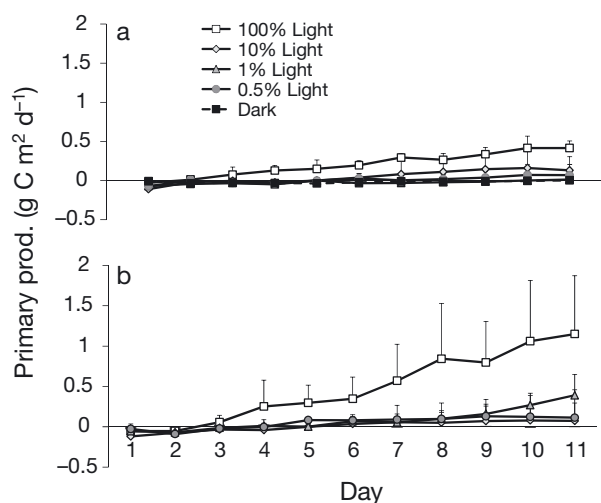 a
2
1.5
1
0.5
0
−0.5
100% Light
10% Light
1% Light
0.5% Light
Dark
Primary prod. (g C m² d⁻¹)
b
2
1.5
1
0.5
0
−0.5
1 2 3 4 5 6 7 8 9 10 11
Day